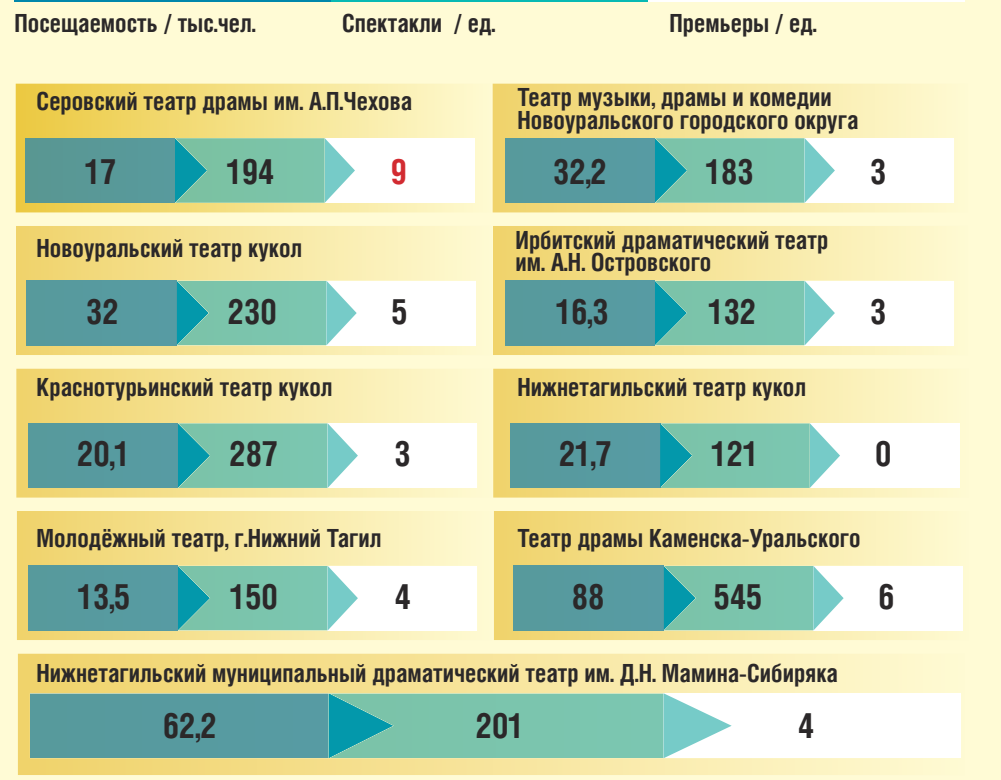 Посещаемость / тыс.чел. Спектакли / ед. Премьеры / ед.
Серовский театр драмы им. А.П.Чехова
17 194 9
Театр музыки, драмы и комедии
Новоуральского городского округа
32,2 183 3
Новоуральский театр кукол
32 230 5
Ирбитский драматический театр
им. А.Н. Островского
16,3 132 3
Краснотурьинский театр кукол
20,1 287 3
Нижнетагильский театр кукол
21,7 121 0
Молодёжный театр, г.Нижний Тагил
13,5 150 4
Театр драмы Каменска-Уральского
88 545 6
Нижнетагильский муниципальный драматический театр им. Д.Н. Мамина-Сибиряка
62,2 201 4